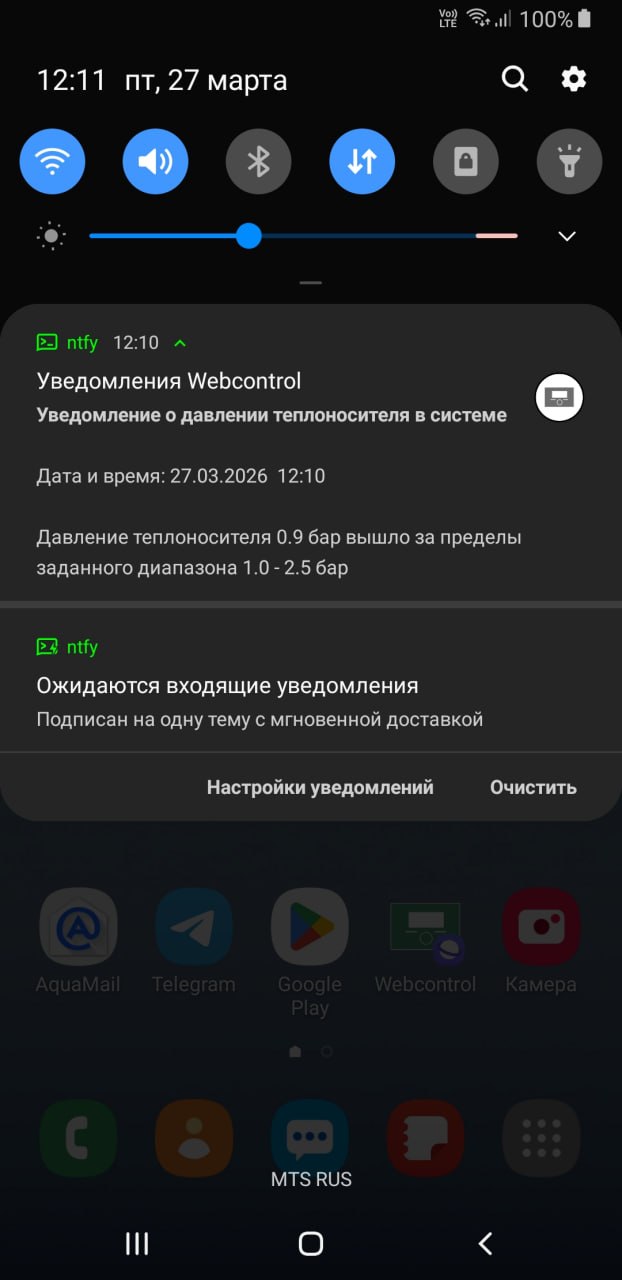 Vo))
LTE
100%
12:11 пт, 27 марта
ntfy 12:10
Уведомления Webcontrol
Уведомление о давлении теплоносителя в системе
Дата и время: 27.03.2026 12:10
Давление теплоносителя 0.9 бар вышло за пределы
заданного диапазона 1.0 - 2.5 бар
ntfy
Ожидаются входящие уведомления
Подписан на одну тему с мгновенной доставкой
Настройки уведомлений Очистить
AquaMail Telegram Google Play Webcontrol Камера
MTS RUS